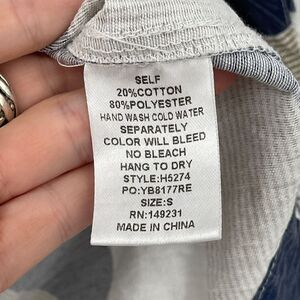 SELF
20%COTTON
80%POLYESTER
HAND WASH COLD WATER
SEPARATELY
COLOR WILL BLEED
NO BLEACH
HANG TO DRY
STYLE:H5274
PO:YB8177RE
SIZE:S
RN:149231
MADE IN CHINA